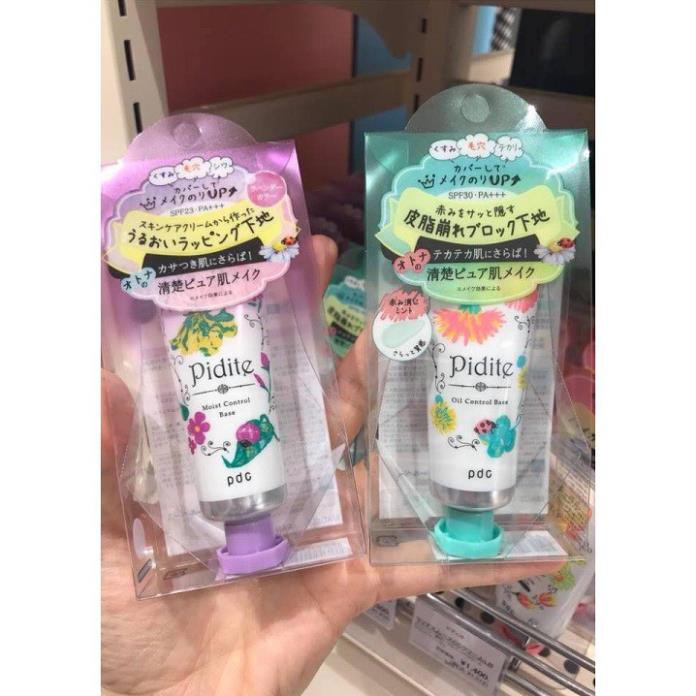 くすみ 毛穴 シワ
カバーして
メイクのりUP
SPF23・PA+++
ラベンダー
カラー
スキンケアクリームから作った
うるおいラッピング下地
オトナの
カサつき肌にさらば!
清楚ピュア肌メイク
※メイク効果による
Pidite
Moist Control
Base
pdc
くすみ 毛穴 テカリ
カバーして
メイクのりUP
SPF30・PA+++
赤みをサッと隠す
皮脂崩れブロック下地
オトナの
テカテカ肌にさらば!
清楚ピュア肌メイク
※メイク効果による
赤み消し
ミント
さらっと質感
Pidite
Oil Control Base
pdc
¥1,400